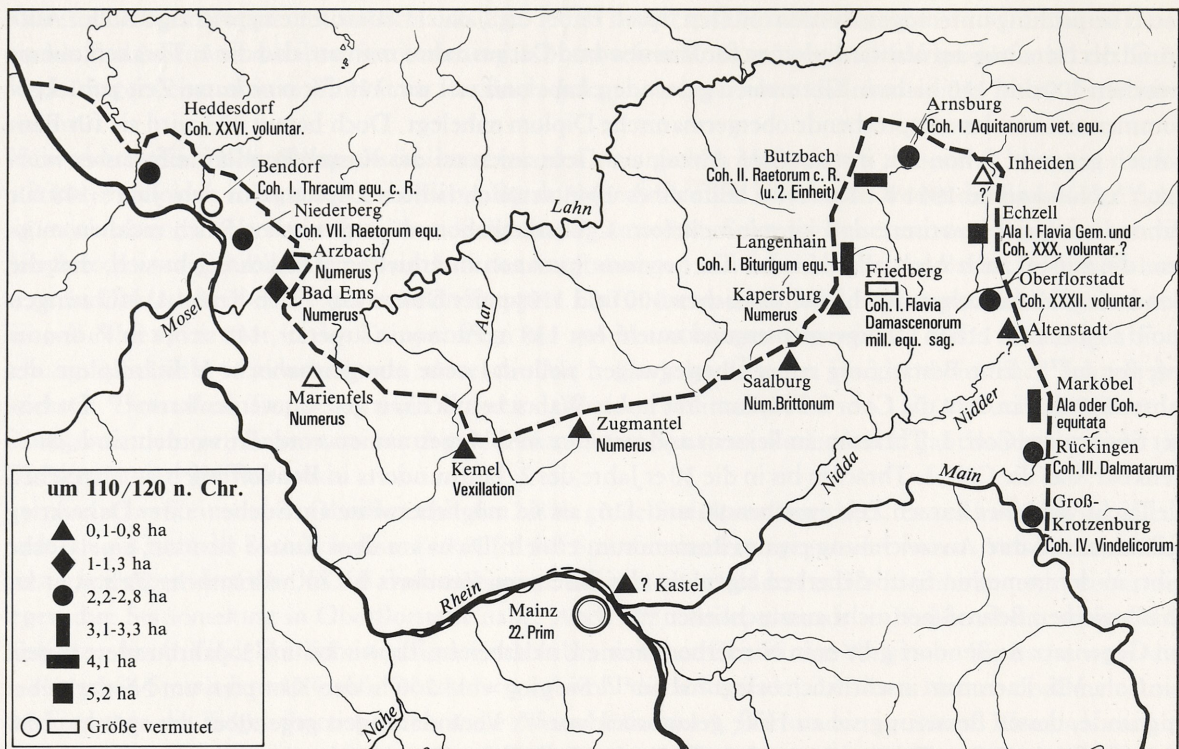 Heddesdorf
Coh. XXVI. voluntar.
Bendorf
Coh. I. Thracum equ. c. R.
Niederberg
Coh. VII. Raetorum equ.
Arzbach
Numerus
Bad Ems
Numerus
Mosel
Marienfels
Numerus
Lahn
Aar
Kemel
Vexillation
Zugmantel
Numerus
Saalburg
Num.Britton.
Kapersburg
Numerus
Langenhain
Coh. I. Biturigum equ.
Butzbach
Coh. II. Raetorum c. R.
(u. 2. Einheit)
Friedberg
Coh. I. Flavia
Damascenorum
mill. equ. sag.
Arnsburg
Coh. I. Aquitanorum vet. equ.
Inheiden
?
Echzell
Ala I. Flavia Gem.und
Coh. XXX. voluntar.?
Oberflorstadt
Coh. XXXII. voluntar.
Altenstadt
?
Marköbel
Ala oder Coh.
equitata
Rückingen
Coh. III. Dalmatarum
Groß-
Krotzenburg
Coh. IV. Vindelicorum
Nidder
Nidda
Main
Rhein
? Kastel
Mainz
22. Prim
Nahe
um 110/120 n. Chr.
0,1-0,8 ha
1-1,3 ha
2,2-2,8 ha
3,1-3,3 ha
4,1 ha
5,2 ha
Größe vermutet